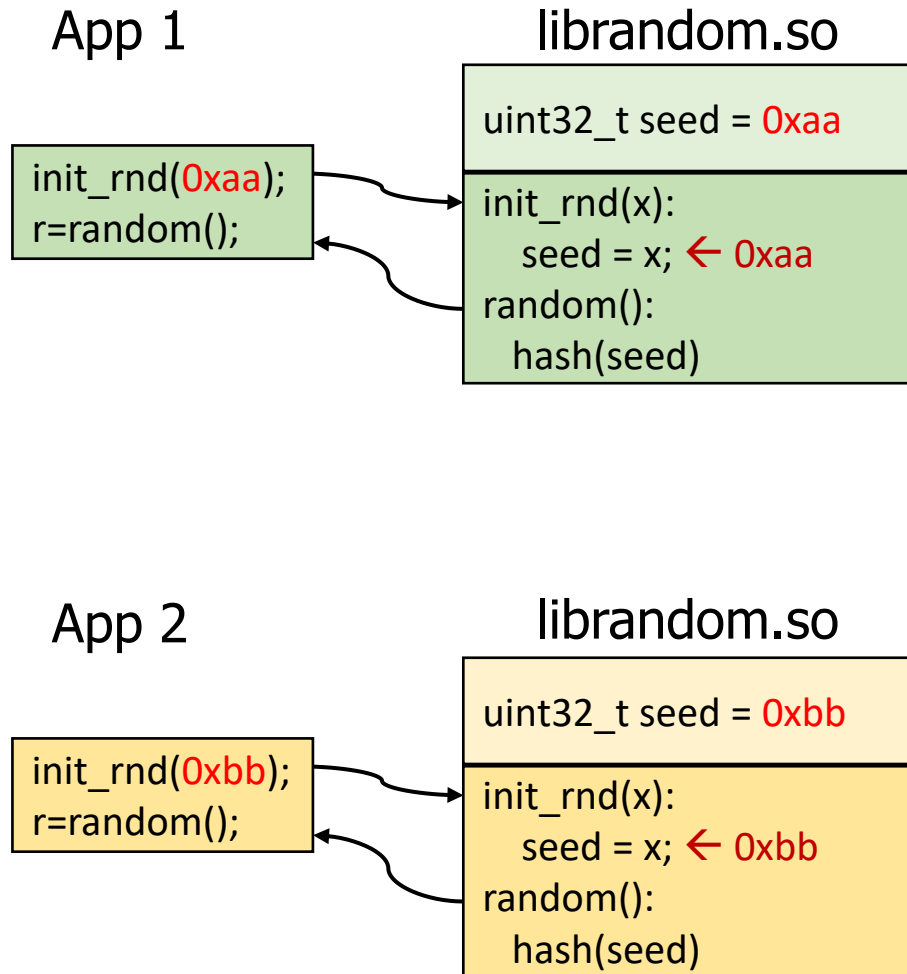 App 1
librandom.so
uint32_t seed = 0xaa
init_rnd(0xaa);
r=random();
init_rnd(x):
seed = x; ← 0xaa
random():
hash(seed)
App 2
librandom.so
uint32_t seed = 0xbb
init_rnd(0xbb);
r=random();
init_rnd(x):
seed = x; ← 0xbb
random():
hash(seed)